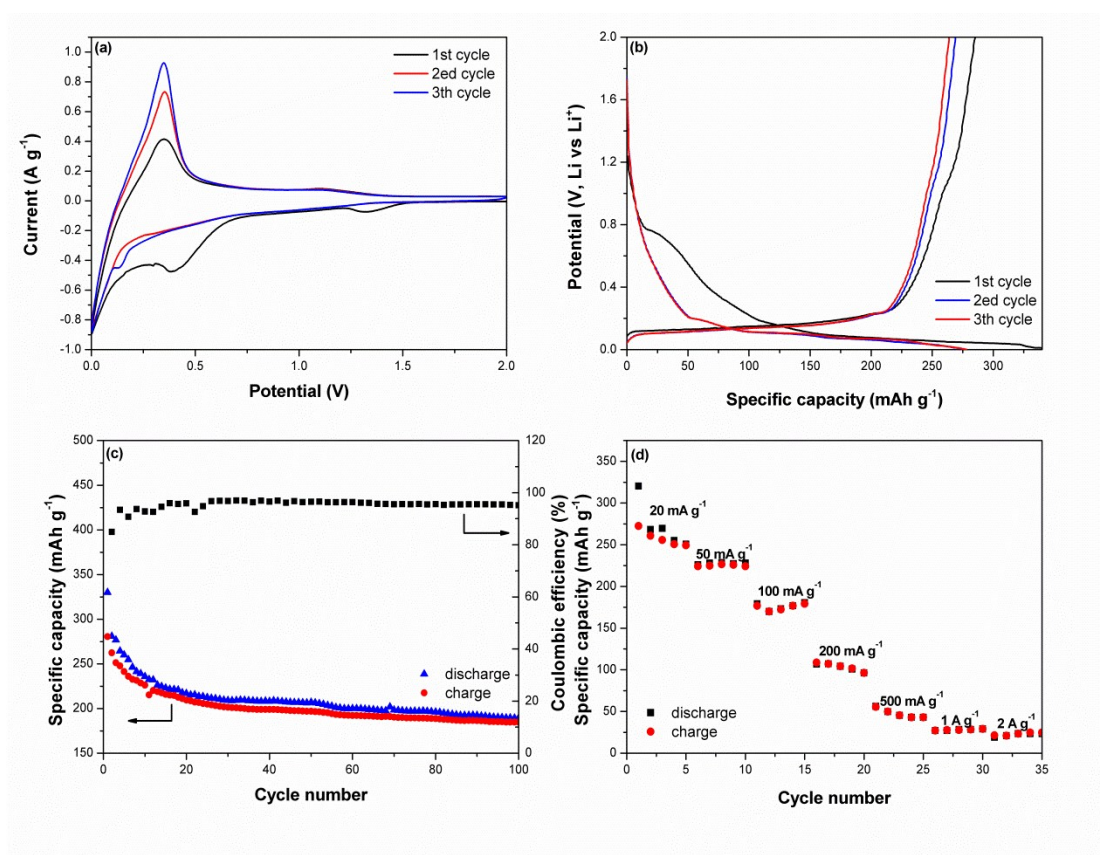 (a)
1st cycle
2ed cycle
3th cycle
1.0
0.8
0.6
0.4
0.2
0.0
-0.2
-0.4
-0.6
-0.8
-1.0
Current (A g-1)
0.0
0.5
1.0
1.5
2.0
Potential (V)
(b)
2.0
1.6
1.2
0.8
0.4
0.0
Potential (V, Li vs Li+)
1st cycle
2ed cycle
3th cycle
0
50
100
150
200
250
300
Specific capacity (mAh g-1)
(c)
500
450
400
350
300
250
200
150
Specific capacity (mAh g-1)
120
100
80
60
40
20
0
Coulombic efficiency (%)
discharge
charge
0
20
40
60
80
100
Cycle number
(d)
350
300
250
200
150
100
50
0
Specific capacity (mAh g-1)
20 mA g-1
50 mA g-1
100 mA g-1
200 mA g-1
500 mA g-1
1 A g-1
2 A g-1
discharge
charge
0
5
10
15
20
25
30
35
Cycle number